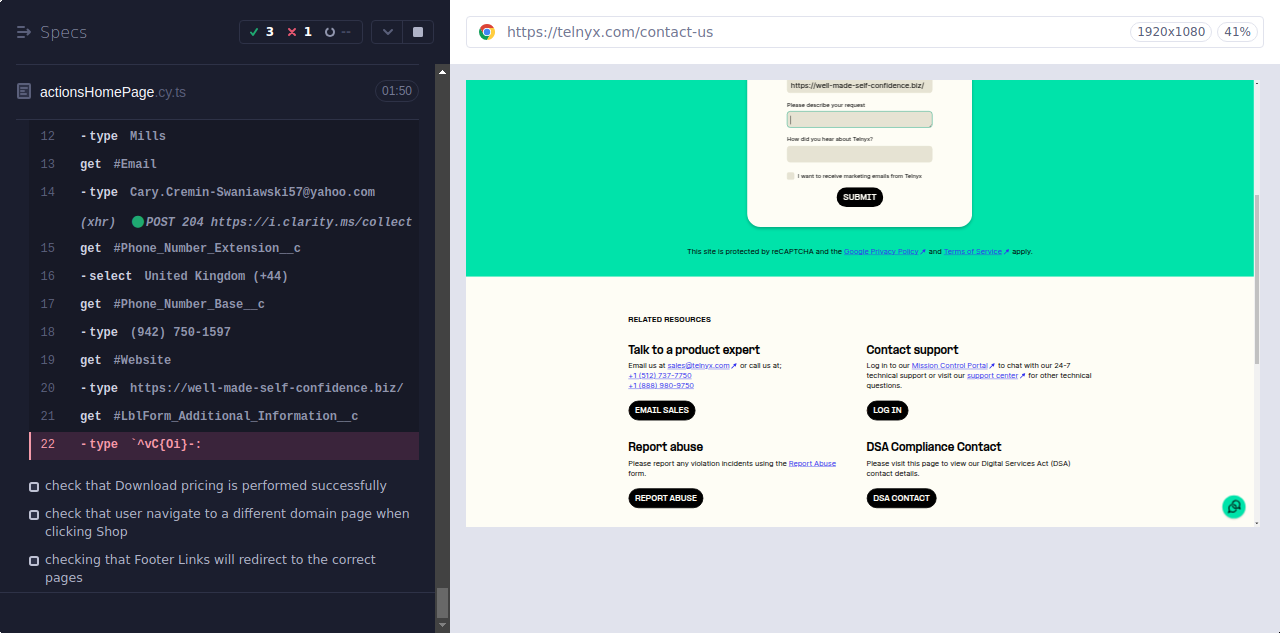 Specs
3
1
--
actionsHomePage.cy.ts
01:50
12 -type Mills
13 get #Email
14 -type Cary.Cremin-Swaniawski57@yahoo.com
(xhr) POST 204 https://i.clarity.ms/collect
15 get #Phone_Number_Extension__c
16 -select United Kingdom (+44)
17 get #Phone_Number_Base__c
18 -type (942) 750-1597
19 get #Website
20 -type https://well-made-self-confidence.biz/
21 get #LblForm_Additional_Information__c
22 -type `^vC{Oi}-:
check that Download pricing is performed successfully
check that user navigate to a different domain page when
clicking Shop
checking that Footer Links will redirect to the correct
pages
https://telnyx.com/contact-us
1920x1080
41%
https://well-made-self-confidence.biz/
Please describe your request
How did you hear about Telnyx?
I want to receive marketing emails from Telnyx
SUBMIT
This site is protected by reCAPTCHA and the Google Privacy Policy and Terms of Service apply.
RELATED RESOURCES
Talk to a product expert
Email us at sales@telnyx.com or call us at:
+1 (512) 737-7750
+1 (888) 980-9750
EMAIL SALES
Contact support
Log in to our Mission Control Portal to chat with our 24-7
technical support or visit our support center for other technical
questions.
LOG IN
Report abuse
Please report any violation incidents using the Report Abuse
form.
REPORT ABUSE
DSA Compliance Contact
Please visit this page to view our Digital Services Act (DSA)
contact details.
DSA CONTACT